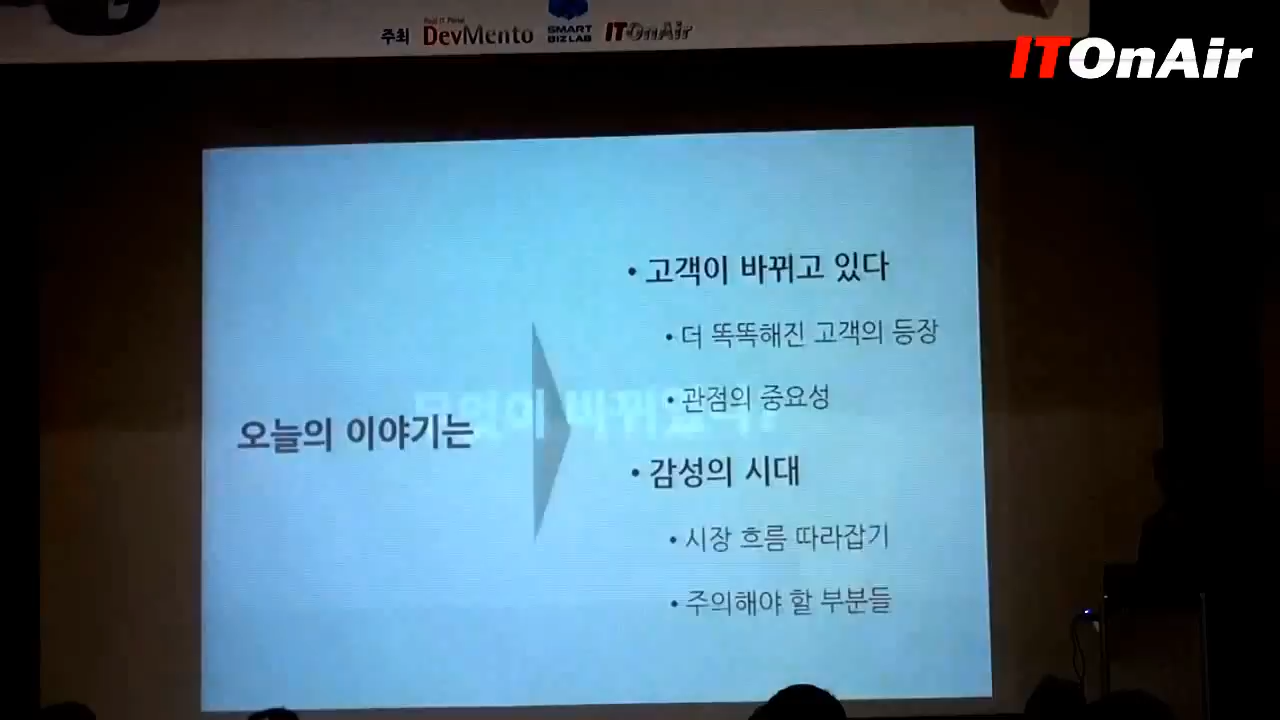 주최 Real IT Portal DevMento SMART BIZ LAB ITOnAir
ITOnAir
• 고객이 바뀌고 있다
• 더 똑똑해진 고객의 등장
• 관점의 중요성
오늘의 이야기는
• 감성의 시대
• 시장 흐름 따라잡기
• 주의해야 할 부분들